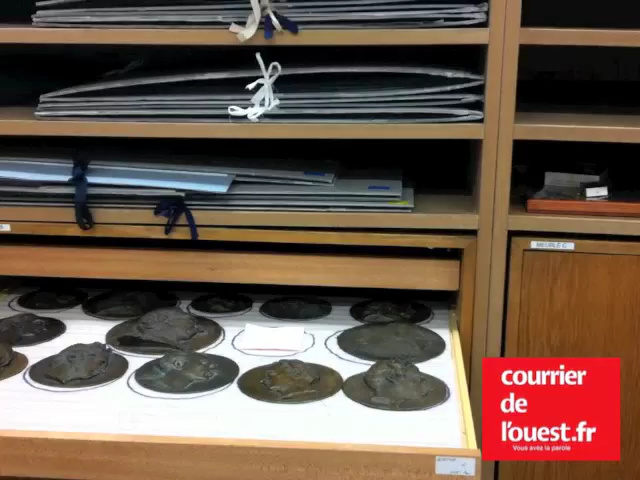 MEUBLE C
courrier
de
l'ouest.fr
Vous avez la parole